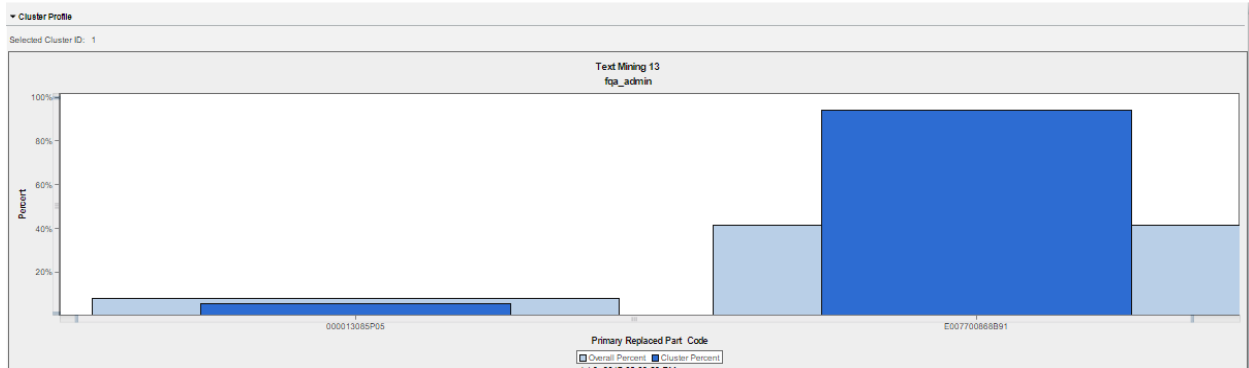 Cluster Profile
Selected Cluster ID: 1
Text Mining 13
fqa_admin
100%
80%
60%
40%
20%
Percent
000013085P05 E007700868B91
Primary Replaced Part Code
Overall Percent Cluster Percent